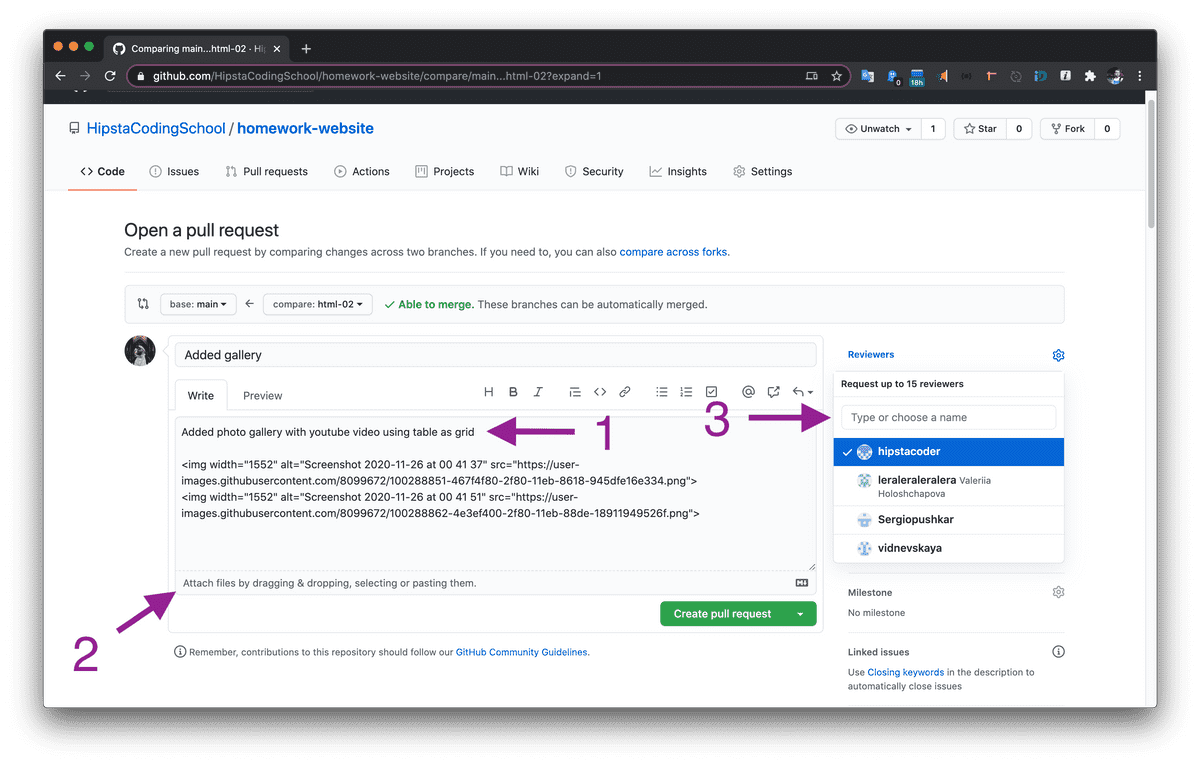 Comparing main...html-02 · Hi
github.com/HipstaCodingSchool/homework-website/compare/main...html-02?expand=1
0
18h
HipstaCodingSchool / homework-website
Unwatch 1
Star 0
Fork 0
Code
Issues
Pull requests
Actions
Projects
Wiki
Security
Insights
Settings
Open a pull request
Create a new pull request by comparing changes across two branches. If you need to, you can also compare across forks.
base: main
compare: html-02
Able to merge. These branches can be automatically merged.
Added gallery
Write
Preview
H B I
Added photo gallery with youtube video using table as grid
1
<img width="1552" alt="Screenshot 2020-11-26 at 00 41 37" src="https://user-
images.githubusercontent.com/8099672/100288851-467f4f80-2f80-11eb-8618-945dfe16e334.png">
<img width="1552" alt="Screenshot 2020-11-26 at 00 41 51" src="https://user-
images.githubusercontent.com/8099672/100288862-4e3ef400-2f80-11eb-88de-18911949526f.png">
Attach files by dragging & dropping, selecting or pasting them.
2
Create pull request
Remember, contributions to this repository should follow our GitHub Community Guidelines.
Reviewers
Request up to 15 reviewers
3
Type or choose a name
hipstacoder
leraleraleralera Valeriia
Holoshchapova
Sergiopushkar
vidnevskaya
Milestone
No milestone
Linked issues
Use Closing keywords in the description to
automatically close issues